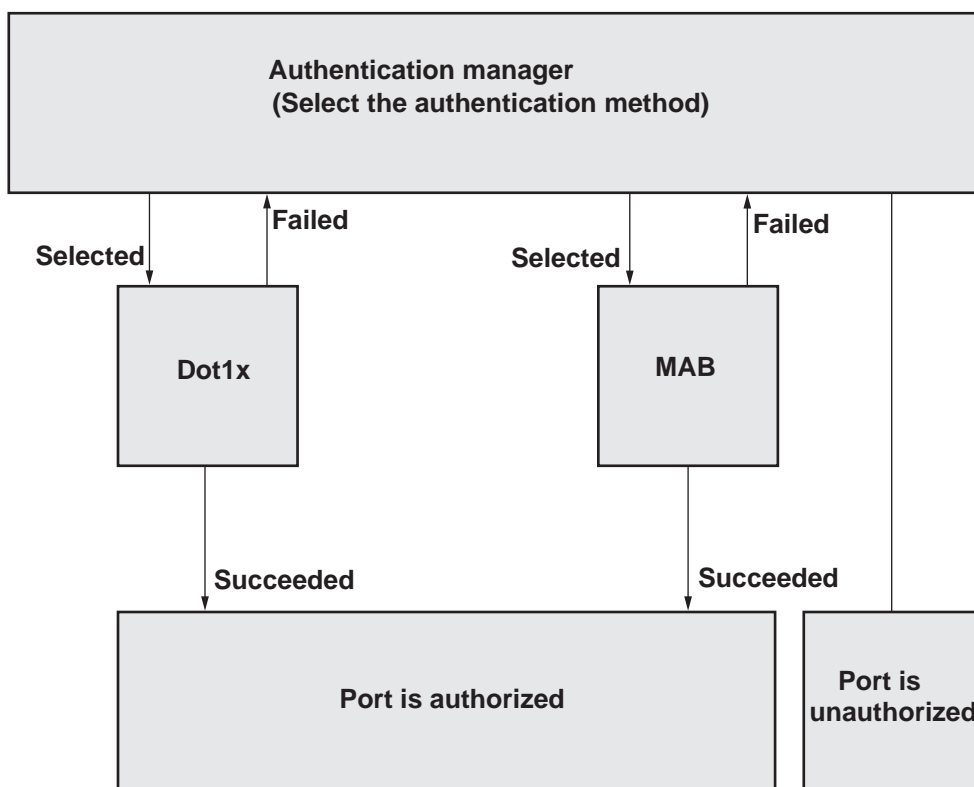 Authentication manager
(Select the authentication method)
Failed
Failed
Selected
Selected
Dot1x
MAB
Succeeded
Succeeded
Port is authorized
Port is
unauthorized